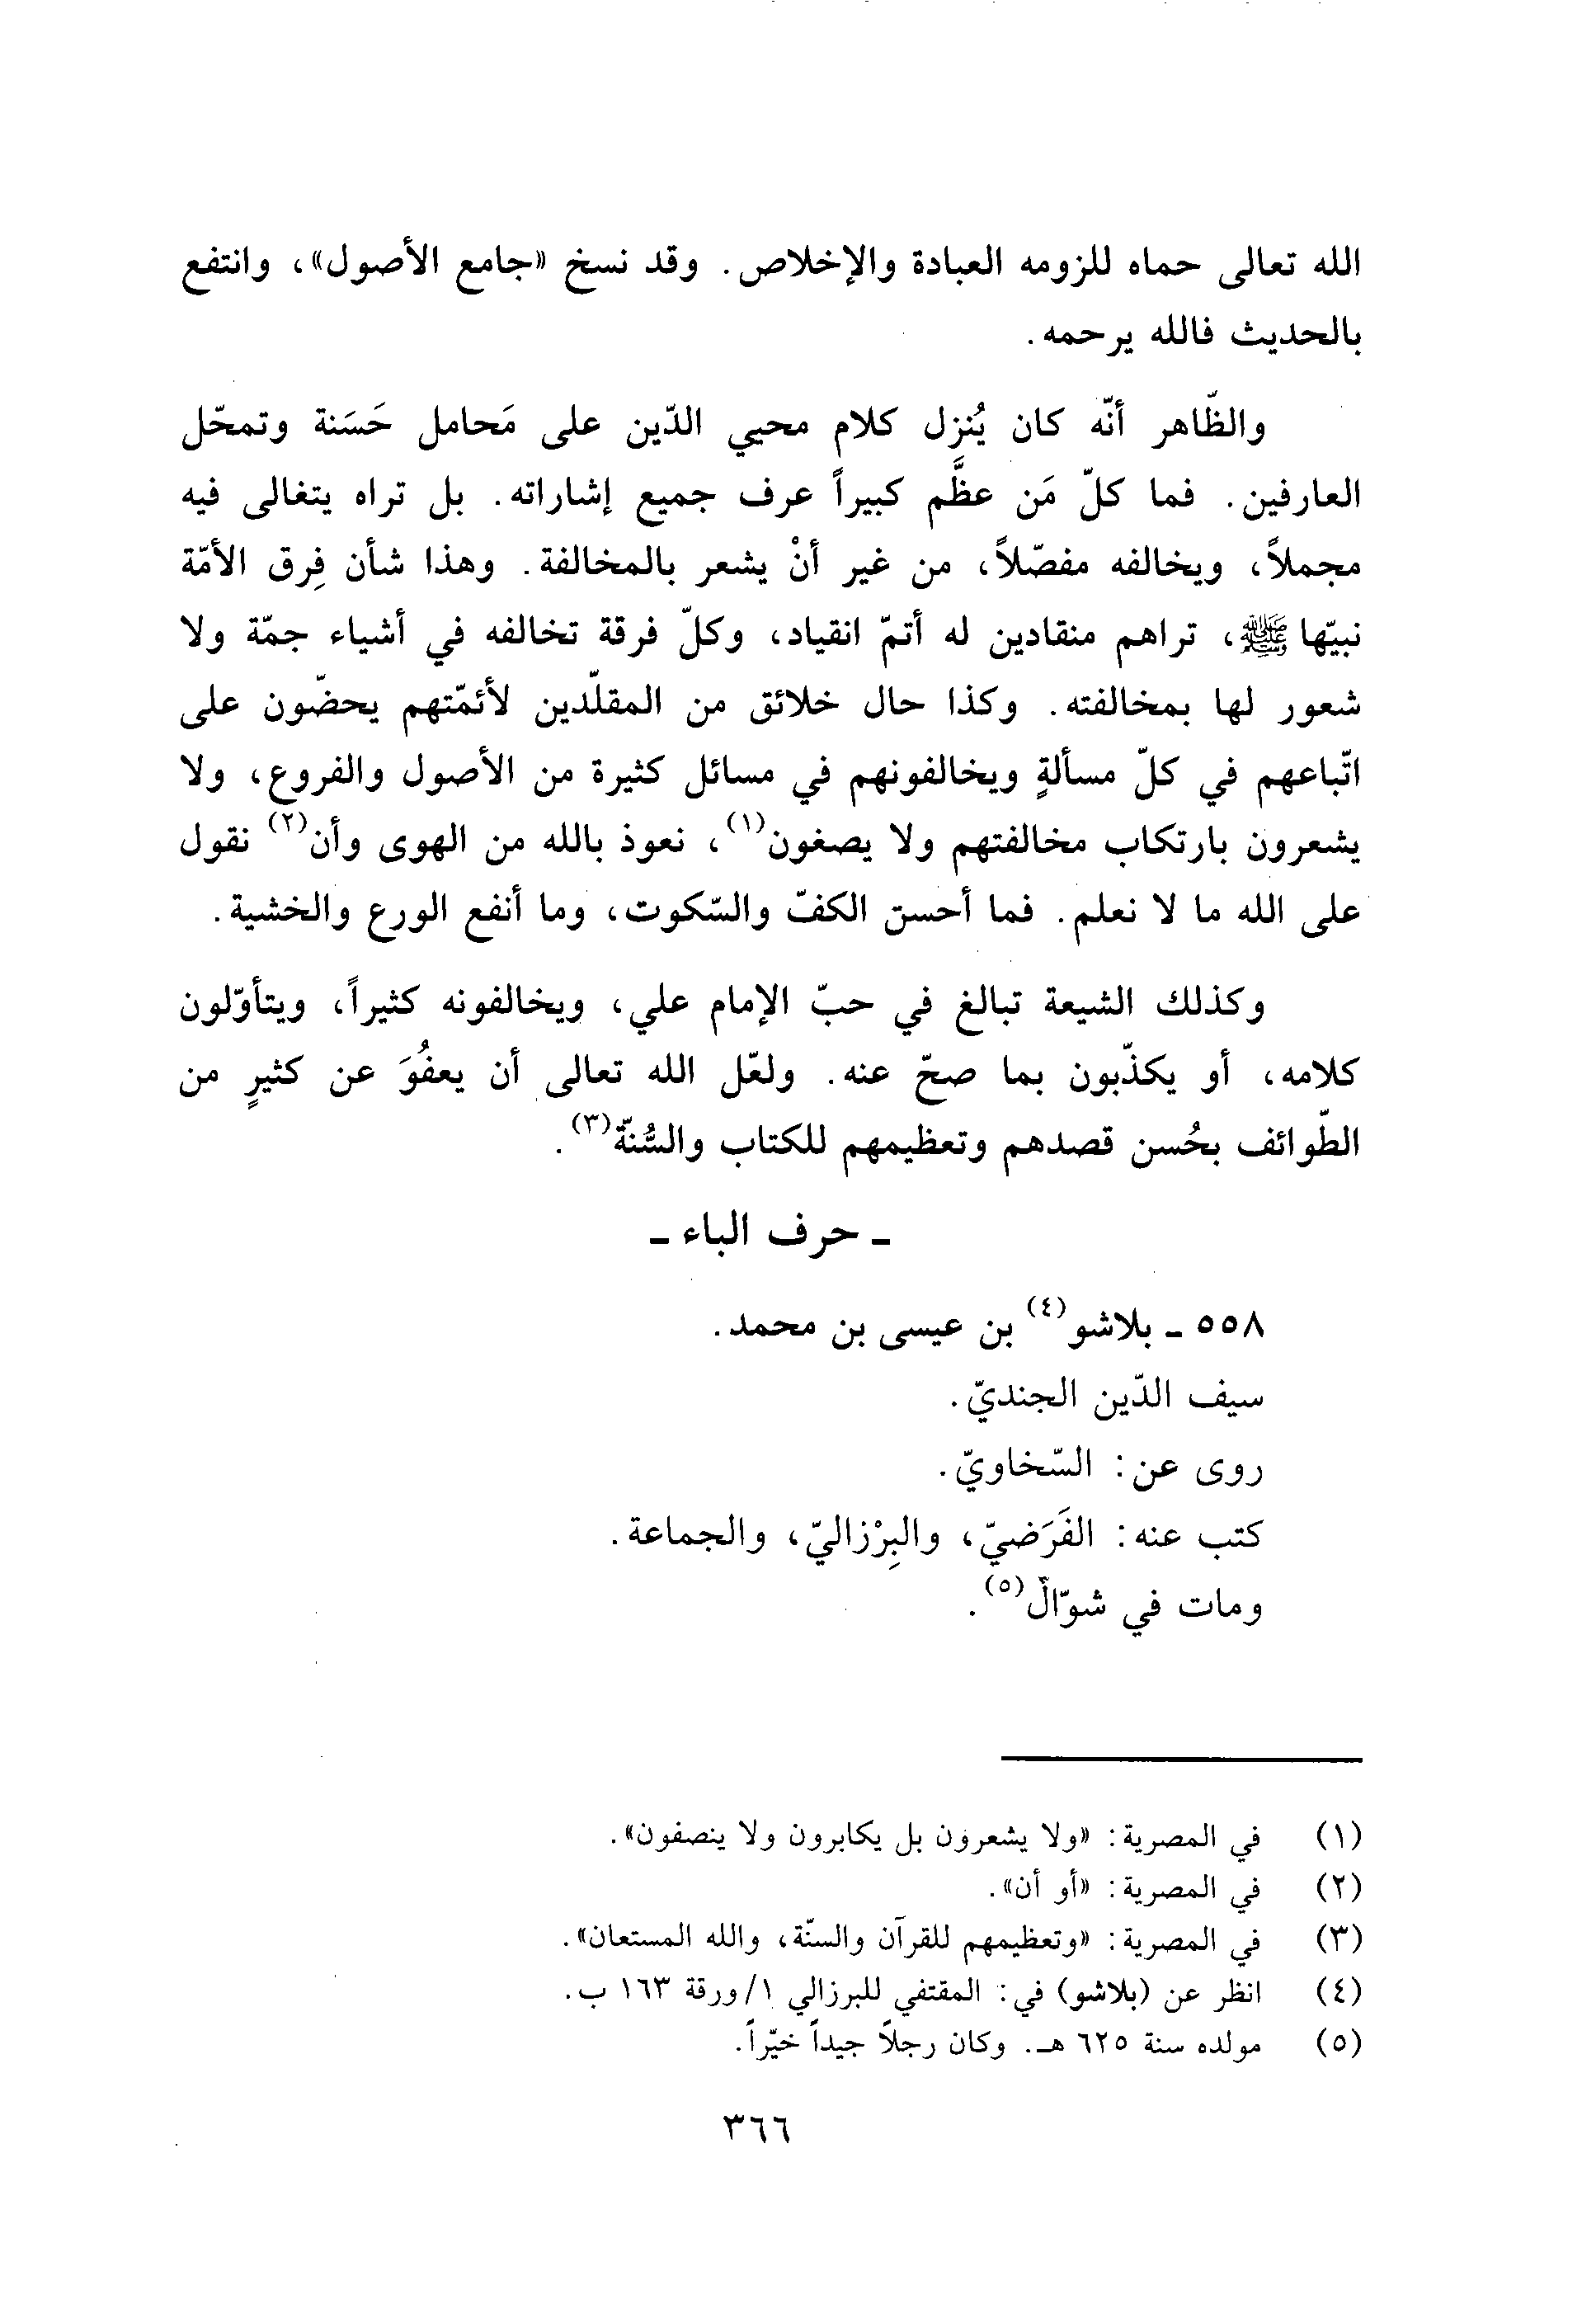 الله تعالى حماه للزومه العبادة والإخلاص. وقد نسخ «جامع الأصول»، وانتفع
بالحديث فالله يرحمه.
والظّاهر أنّه كان يُنزل كلام محيي الدّين على مَحامل حَسَنة وتمحّل
العارفين. فما كلّ مَن عظَّم كبيراً عرف جميع إشاراته. بل تراه يتغالى فيه
مجملاً، ويخالفه مفصّلاً، من غير أنْ يشعر بالمخالفة. وهذا شأن فِرق الأمّة
نبيّها ﷺ، تراهم منقادين له أتمّ انقياد، وكلّ فرقة تخالفه في أشياء جمّة ولا
شعور لها بمخالفته. وكذا حال خلائق من المقلّدين لأئمّتهم يحضّون على
اتّباعهم في كلّ مسألةٍ ويخالفونهم في مسائل كثيرة من الأصول والفروع، ولا
يشعرون بارتكاب مخالفتهم ولا يصغون(١)، نعوذ بالله من الهوى وأن(٢) نقول
على الله ما لا نعلم. فما أحسن الكفّ والسّكوت، وما أنفع الورع والخشية.
وكذلك الشيعة تبالغ في حبّ الإمام علي، ويخالفونه كثيراً، ويتأوّلون
كلامه، أو يكذّبون بما صحّ عنه. ولعّل الله تعالى أن يعفُوَ عن كثيرٍ من
الطّوائف بحُسن قصدهم وتعظيمهم للكتاب والسُّنّة(٣).
ـ حرف الباء ـ
٥٥٨ ـ بلاشو(٤) بن عيسى بن محمد.
سيف الدّين الجنديّ.
روى عن: السّخاويّ.
كتب عنه: الفَرَضيّ، والبِرْزاليّ، والجماعة.
ومات في شوّال(٥).
(١) في المصرية: «ولا يشعرون بل يكابرون ولا ينصفون».
(٢) في المصرية: «أو أن».
(٣) في المصرية: «وتعظيمهم للقرآن والسنّة، والله المستعان».
(٤) انظر عن (بلاشو) في: المقتفي للبرزالي ١/ورقة ١٦٣ ب.
(٥) مولده سنة ٦٢٥ هـ. وكان رجلاً جيداً خيّراً.
٣٦٦